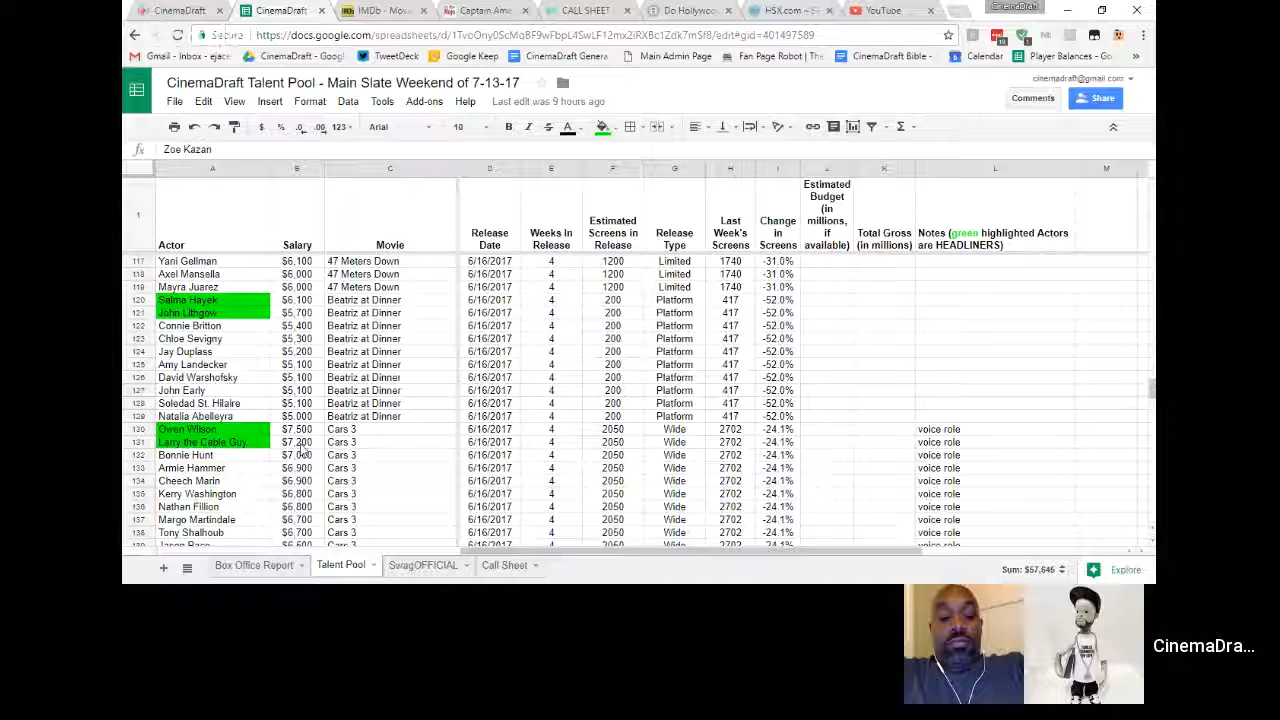 CinemaDraft CinemaDraft IMDb - Mov Captain Ame CALL SHEET Do Hollywo HSX.com - YouTube CinemaDraft
Secure https://docs.google.com/spreadsheets/
Gmail - Inbox - ejace CinemaDraft - Googl TweetDeck Google Keep CinemaDraft Genera Main Admin Page Fan Page Robot | The CinemaDraft Bible - Calendar Player Balances - Go »
CinemaDraft Talent Pool - Main Slate Weekend of 7-13-17
cinemadraft@gmail.com
File Edit View Insert Format Data Tools Add-ons Help Last edit was 9 hours ago
Comments Share
$ % .0 .00 123 Arial 10 B I S A Σ
fx Zoe Kazan
A B C D E F G H I J K L M
1 Actor Salary Movie Release Date Weeks In Release Estimated Screens in Release Release Type Last Week's Screens Change in Screens Estimated Budget (in millions, if available) Total Gross (in millions) Notes (green highlighted Actors are HEADLINERS)
117 Yani Gellman $6,100 47 Meters Down 6/16/2017 4 1200 Limited 1740 -31.0%
118 Axel Mansella $6,000 47 Meters Down 6/16/2017 4 1200 Limited 1740 -31.0%
119 Mayra Juarez $6,000 47 Meters Down 6/16/2017 4 1200 Limited 1740 -31.0%
120 Salma Hayek $6,100 Beatriz at Dinner 6/16/2017 4 200 Platform 417 -52.0%
121 John Lithgow $5,700 Beatriz at Dinner 6/16/2017 4 200 Platform 417 -52.0%
122 Connie Britton $5,400 Beatriz at Dinner 6/16/2017 4 200 Platform 417 -52.0%
123 Chloe Sevigny $5,300 Beatriz at Dinner 6/16/2017 4 200 Platform 417 -52.0%
124 Jay Duplass $5,200 Beatriz at Dinner 6/16/2017 4 200 Platform 417 -52.0%
125 Amy Landecker $5,100 Beatriz at Dinner 6/16/2017 4 200 Platform 417 -52.0%
126 David Warshofsky $5,100 Beatriz at Dinner 6/16/2017 4 200 Platform 417 -52.0%
127 John Early $5,100 Beatriz at Dinner 6/16/2017 4 200 Platform 417 -52.0%
128 Soledad St. Hilaire $5,100 Beatriz at Dinner 6/16/2017 4 200 Platform 417 -52.0%
129 Natalia Abelleyra $5,000 Beatriz at Dinner 6/16/2017 4 200 Platform 417 -52.0%
130 Owen Wilson $7,500 Cars 3 6/16/2017 4 2050 Wide 2702 -24.1% voice role
131 Larry the Cable Guy $7,200 Cars 3 6/16/2017 4 2050 Wide 2702 -24.1% voice role
132 Bonnie Hunt Cars 3 6/16/2017 4 2050 Wide 2702 -24.1% voice role
133 Armie Hammer $6,900 Cars 3 6/16/2017 4 2050 Wide 2702 -24.1% voice role
134 Cheech Marin $6,900 Cars 3 6/16/2017 4 2050 Wide 2702 -24.1% voice role
135 Kerry Washington $6,800 Cars 3 6/16/2017 4 2050 Wide 2702 -24.1% voice role
136 Nathan Fillion $6,800 Cars 3 6/16/2017 4 2050 Wide 2702 -24.1% voice role
137 Margo Martindale $6,700 Cars 3 6/16/2017 4 2050 Wide 2702 -24.1% voice role
138 Tony Shalhoub $6,700 Cars 3 6/16/2017 4 2050 Wide 2702 -24.1% voice role
Box Office Report Talent Pool SwagOFFICIAL Call Sheet Sum: $57,645 Explore
CinemaDra...